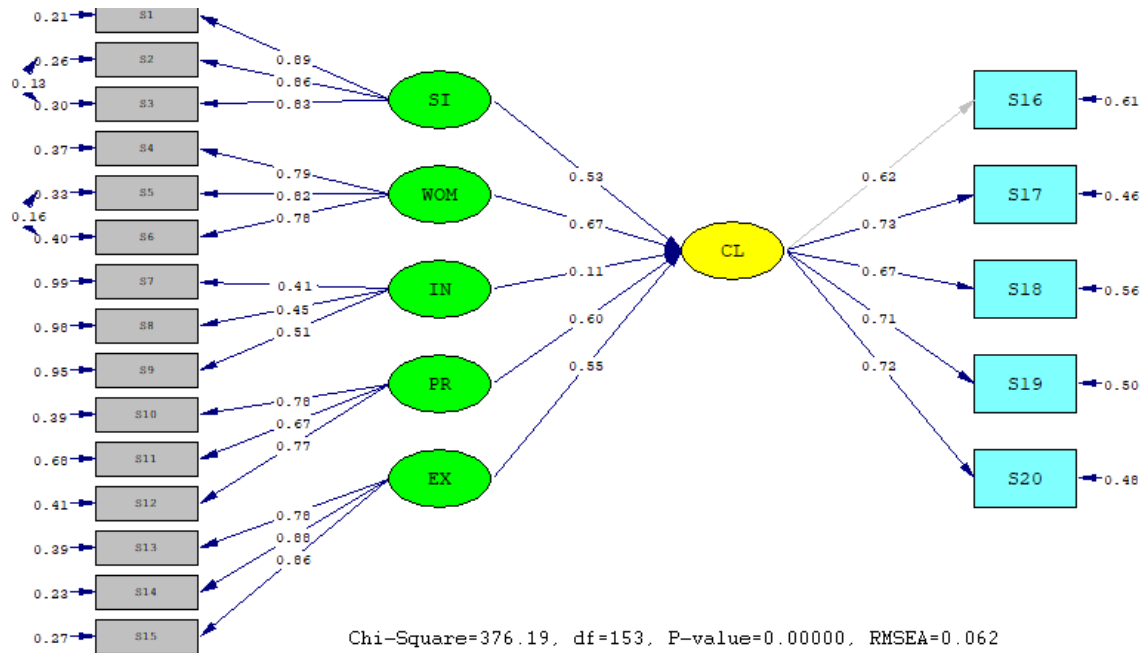 0.21 S1 0.89
0.26 S2 0.86
0.13
0.30 S3 0.83
0.37 S4 0.79
0.33 S5 0.82
0.16
0.40 S6 0.78
0.99 S7 0.41
0.98 S8 0.45
0.95 S9 0.51
0.39 S10 0.78
0.68 S11 0.67
0.41 S12 0.77
0.39 S13 0.78
0.23 S14 0.88
0.27 S15 0.86
SI 0.53
WOM 0.67
IN 0.11
PR 0.60
EX 0.55
CL
0.62 S16 0.61
0.73 S17 0.46
0.67 S18 0.56
0.71 S19 0.50
0.72 S20 0.48
Chi-Square=376.19, df=153, P-value=0.00000, RMSEA=0.062